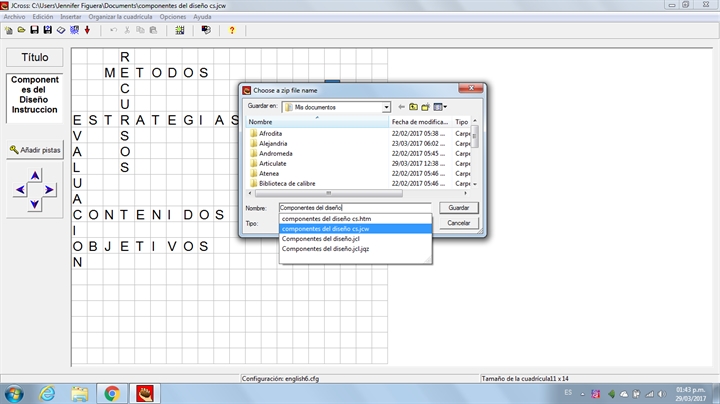 JCross: C:\Users\Jennifer Figuera\Documents\componentes del diseño cs.jcw
Archivo Edición Insertar Organizar la cuadrícula Opciones Ayuda
Título
Component
es del
Diseño
Instruccion
Añadir pistas
R
METODOS
C
U
ESTRATEGIAS
V S
A O
L S
U
A
CONTENIDOS
I
OBJETIVOS
N
Choose a zip file name
Guardar en: Mis documentos
Nombre Fecha de modifica... Tipo
Afrodita 22/02/2017 05:38 ... Carpe
Alejandria 23/03/2017 06:02 ... Carpe
Andromeda 22/02/2017 05:45 ... Carpe
Articulate 29/03/2017 12:38 ... Carpe
Atenea 22/02/2017 05:46 ... Carpe
Biblioteca de calibre 22/02/2017 05:46 ... Carpe
Nombre: Componentes del diseño Guardar
Tipo: Cancelar
componentes del diseño cs.htm
componentes del diseño cs.jcw
Componentes del diseño.jcl
Componentes del diseño.jcl.jqz
Configuración: english6.cfg Tamaño de la cuadrícula11 x 14
ES 01:43 p.m.
29/03/2017